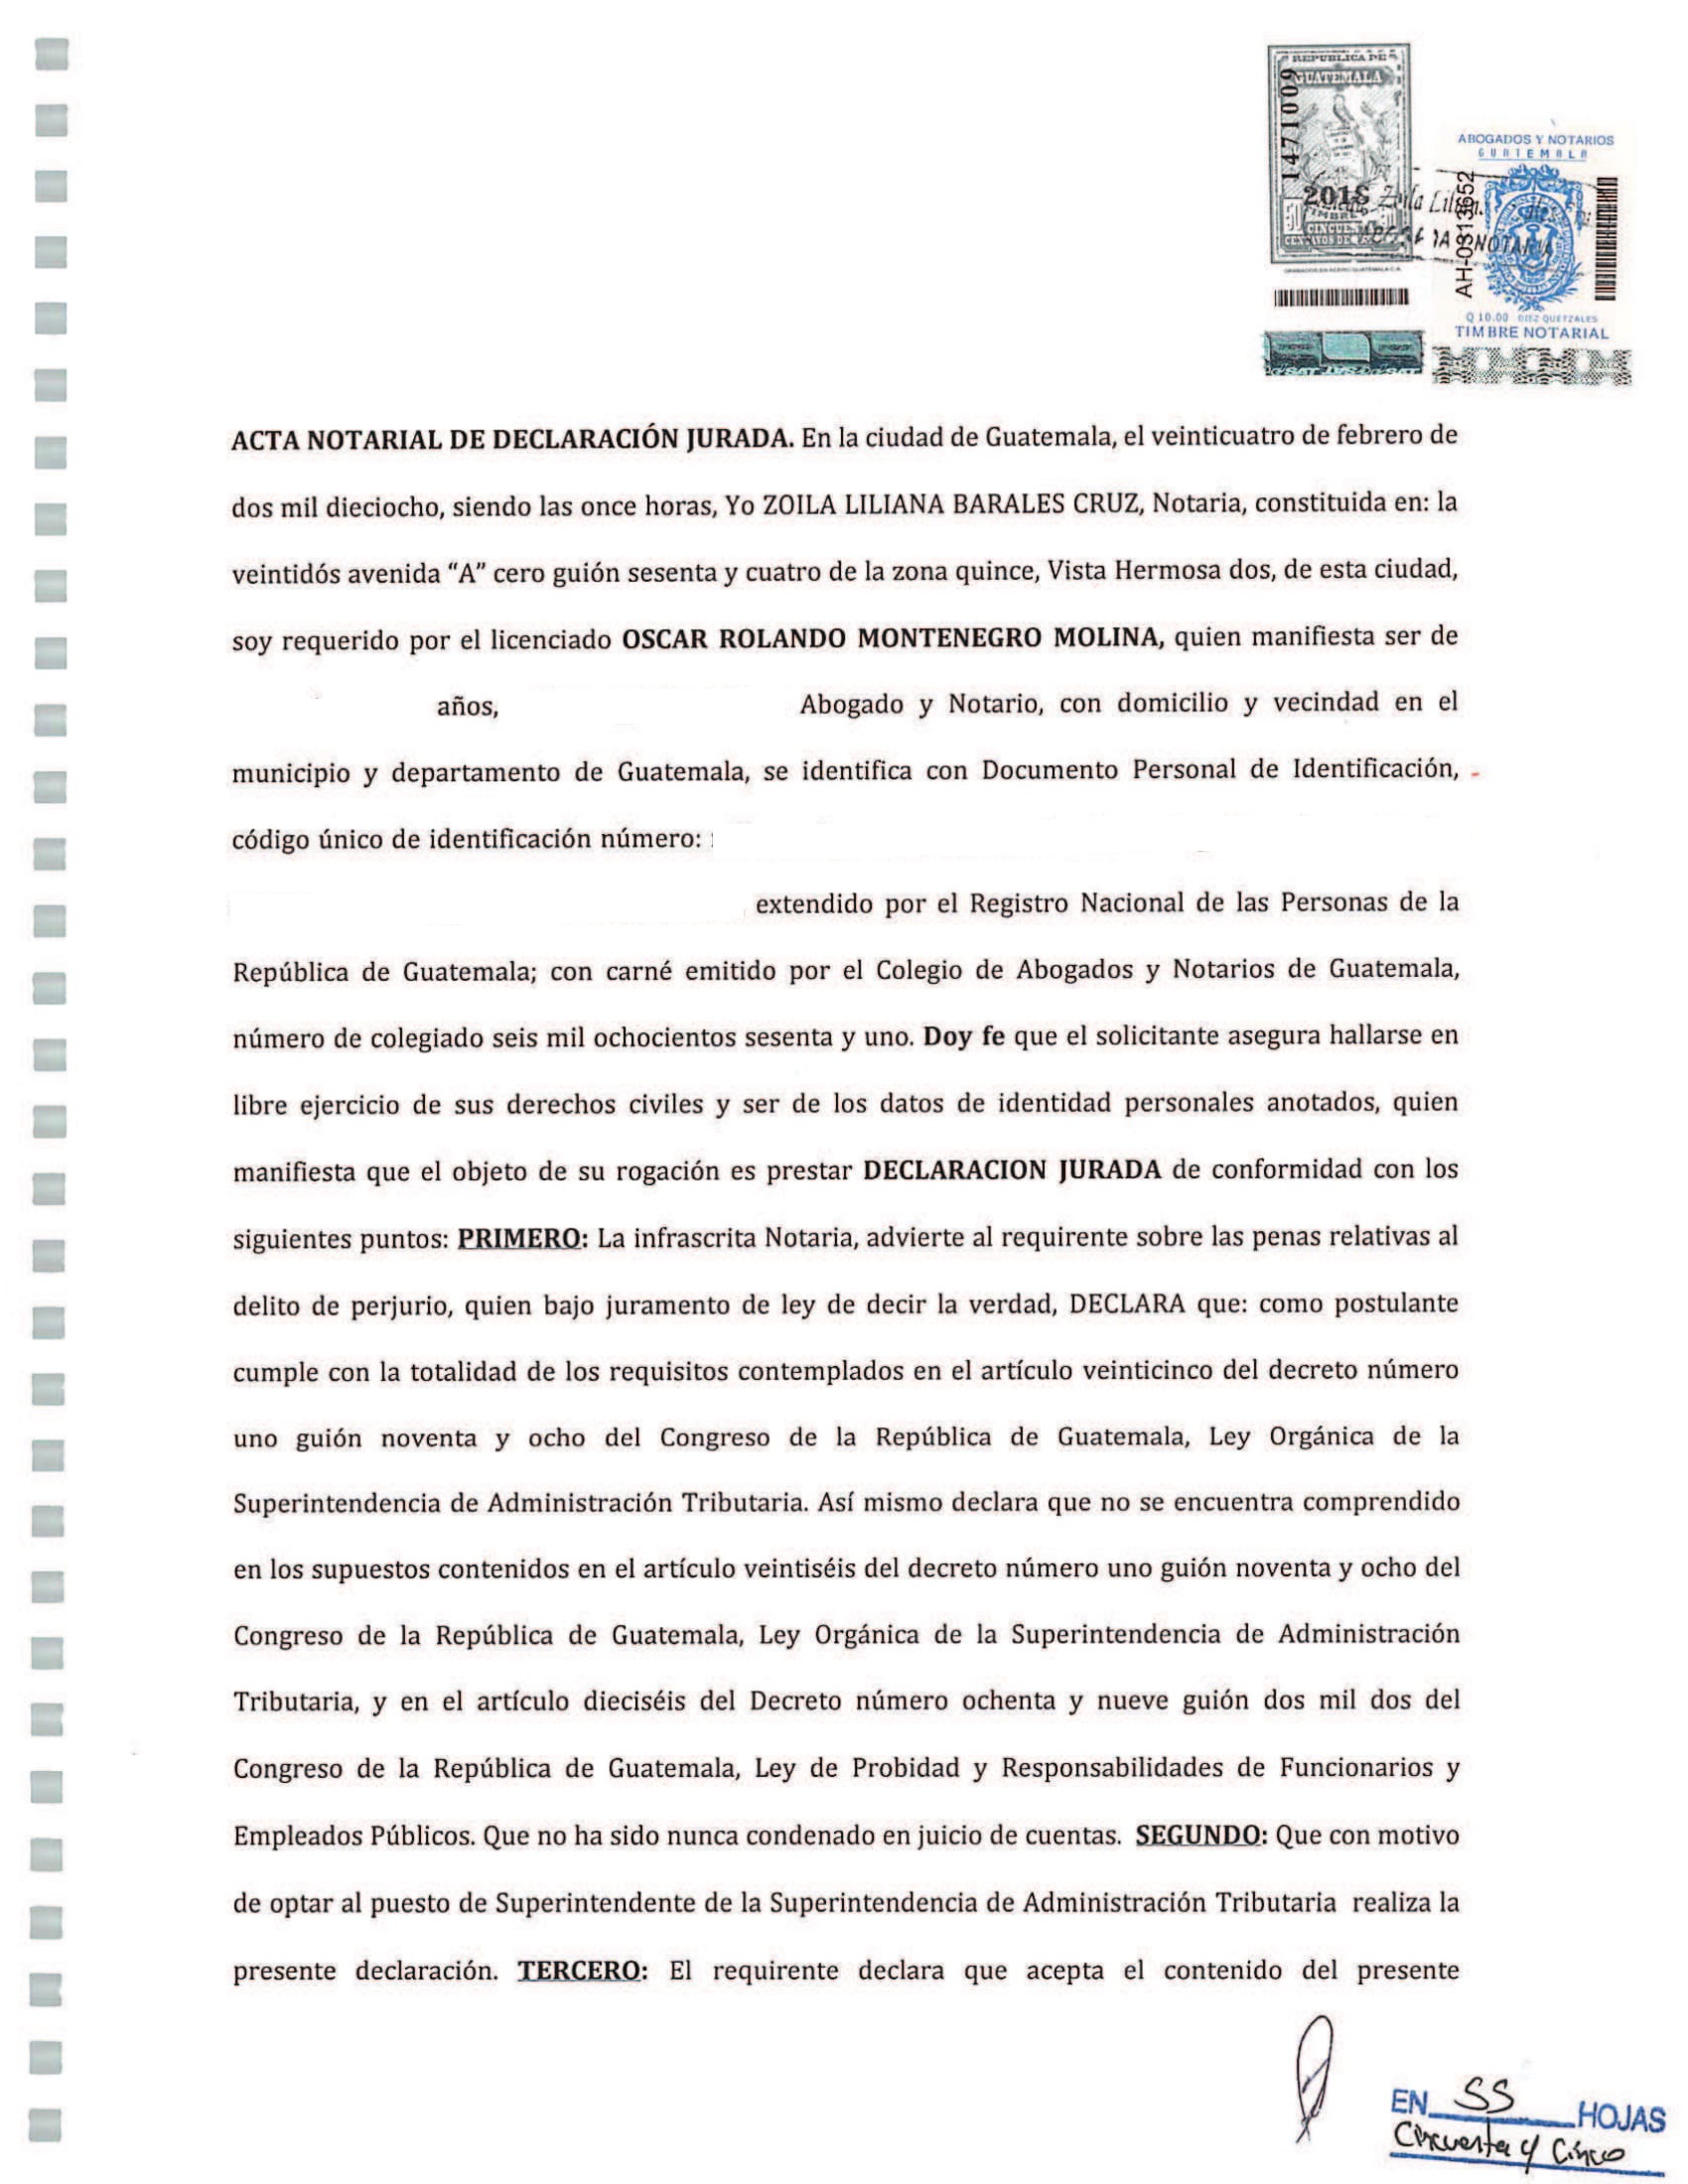 REPUBLICA DE
GUATEMALA
1471009
2018
TIMBRE
CINCUENTA
CENTAVOS DE
ABOGADOS Y NOTARIOS
GUATEMALA
AH-0313652
Zoila
NOTARIA
Q 10.00 DIEZ QUETZALES
TIMBRE NOTARIAL
ACTA NOTARIAL DE DECLARACIÓN JURADA. En la ciudad de Guatemala, el veinticuatro de febrero de
dos mil dieciocho, siendo las once horas, Yo ZOILA LILIANA BARALES CRUZ, Notaria, constituida en: la
veintidós avenida “A” cero guión sesenta y cuatro de la zona quince, Vista Hermosa dos, de esta ciudad,
soy requerido por el licenciado OSCAR ROLANDO MONTENEGRO MOLINA, quien manifiesta ser de
años, Abogado y Notario, con domicilio y vecindad en el
municipio y departamento de Guatemala, se identifica con Documento Personal de Identificación,
código único de identificación número:
extendido por el Registro Nacional de las Personas de la
República de Guatemala; con carné emitido por el Colegio de Abogados y Notarios de Guatemala,
número de colegiado seis mil ochocientos sesenta y uno. Doy fe que el solicitante asegura hallarse en
libre ejercicio de sus derechos civiles y ser de los datos de identidad personales anotados, quien
manifiesta que el objeto de su rogación es prestar DECLARACION JURADA de conformidad con los
siguientes puntos: PRIMERO: La infrascrita Notaria, advierte al requirente sobre las penas relativas al
delito de perjurio, quien bajo juramento de ley de decir la verdad, DECLARA que: como postulante
cumple con la totalidad de los requisitos contemplados en el artículo veinticinco del decreto número
uno guión noventa y ocho del Congreso de la República de Guatemala, Ley Orgánica de la
Superintendencia de Administración Tributaria. Así mismo declara que no se encuentra comprendido
en los supuestos contenidos en el artículo veintiséis del decreto número uno guión noventa y ocho del
Congreso de la República de Guatemala, Ley Orgánica de la Superintendencia de Administración
Tributaria, y en el artículo dieciséis del Decreto número ochenta y nueve guión dos mil dos del
Congreso de la República de Guatemala, Ley de Probidad y Responsabilidades de Funcionarios y
Empleados Públicos. Que no ha sido nunca condenado en juicio de cuentas. SEGUNDO: Que con motivo
de optar al puesto de Superintendente de la Superintendencia de Administración Tributaria realiza la
presente declaración. TERCERO: El requirente declara que acepta el contenido del presente
EN 55 HOJAS
Cincuenta y Cinco